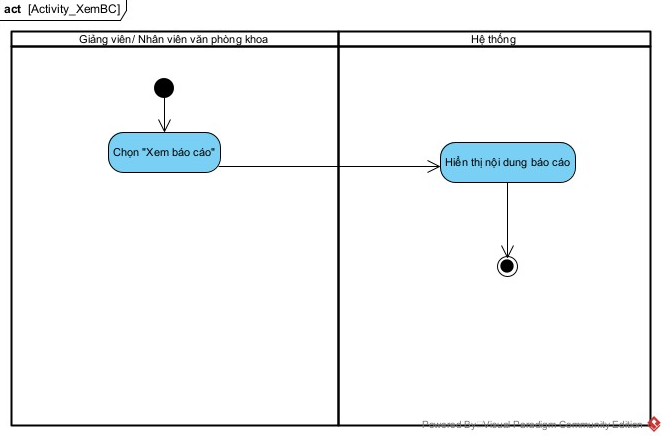 act [Activity_XemBC]
Giảng viên/ Nhân viên văn phòng khoa
Hệ thống
Chọn "Xem báo cáo"
Hiển thị nội dung báo cáo
Powered By: Visual Paradigm Community Edition